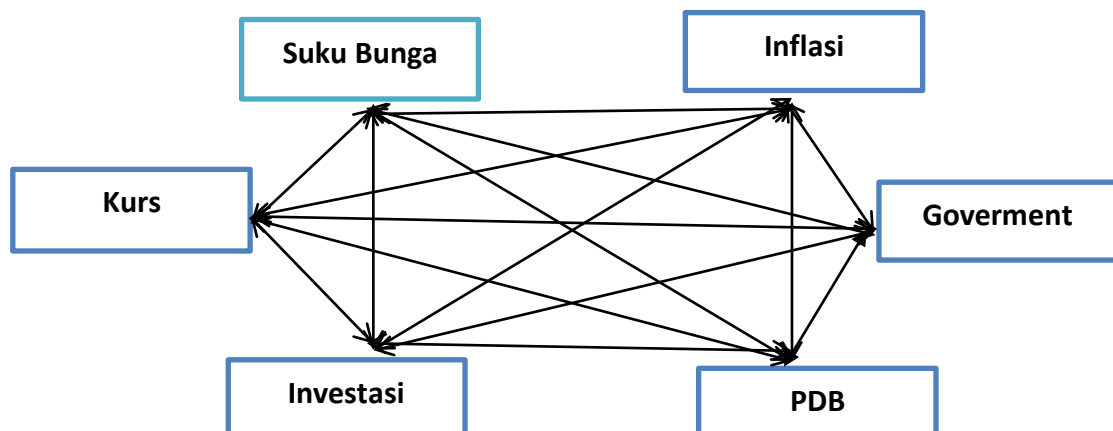 Suku Bunga
Inflasi
Kurs
Goverment
Investasi
PDB